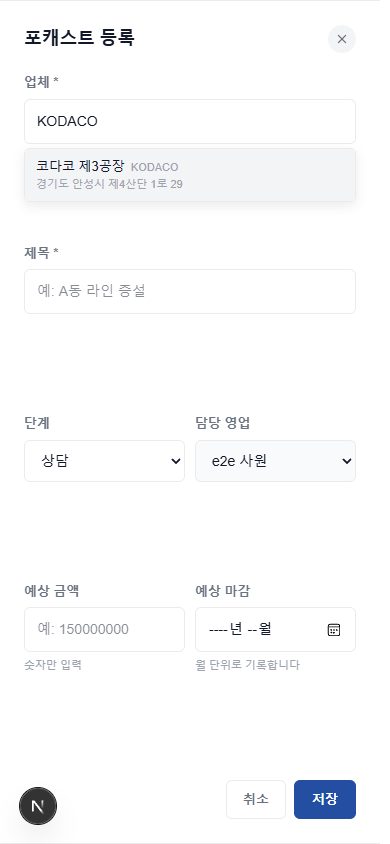 포캐스트 등록
업체 *
KODACO
코다코 제3공장 KODACO
경기도 안성시 제4산단 1로 29
제목 *
예: A동 라인 증설
단계
담당 영업
상담
e2e 사원
예상 금액
예상 마감
예: 150000000
----년 --월
숫자만 입력
월 단위로 기록합니다
N
취소
저장